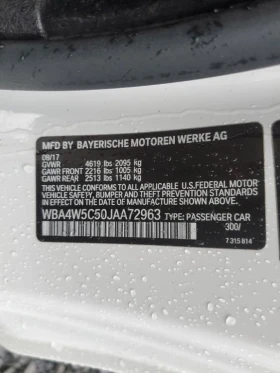 MFD BY BAYERISCHE MOTOREN WERKE AG
08/17
GVWR 4619 lbs 2095 kg
GAWR FRONT 2216 lbs 1005 kg
GAWR REAR 2513 lbs 1140 kg
THIS VEHICLE CONFORMS TO ALL APPLICABLE U.S. FEDERAL MOTOR
VEHICLE SAFETY, BUMPER AND THEFT PREVENTION STANDARDS
IN EFFECT ON THE DATE OF MANUFACTURE SHOWN ABOVE.
WBA4W5C50JAA72963 TYPE: PASSENGER CAR
300/
7 315 814